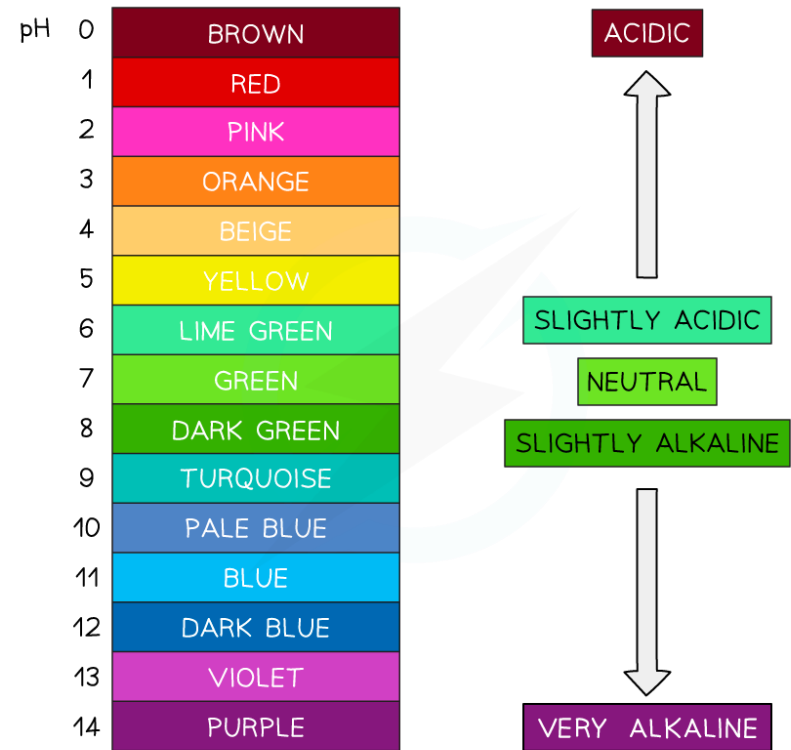 pH 0 BROWN ACIDIC
1 RED
2 PINK
3 ORANGE
4 BEIGE
5 YELLOW
6 LIME GREEN SLIGHTLY ACIDIC
7 GREEN NEUTRAL
8 DARK GREEN SLIGHTLY ALKALINE
9 TURQUOISE
10 PALE BLUE
11 BLUE
12 DARK BLUE
13 VIOLET
14 PURPLE VERY ALKALINE